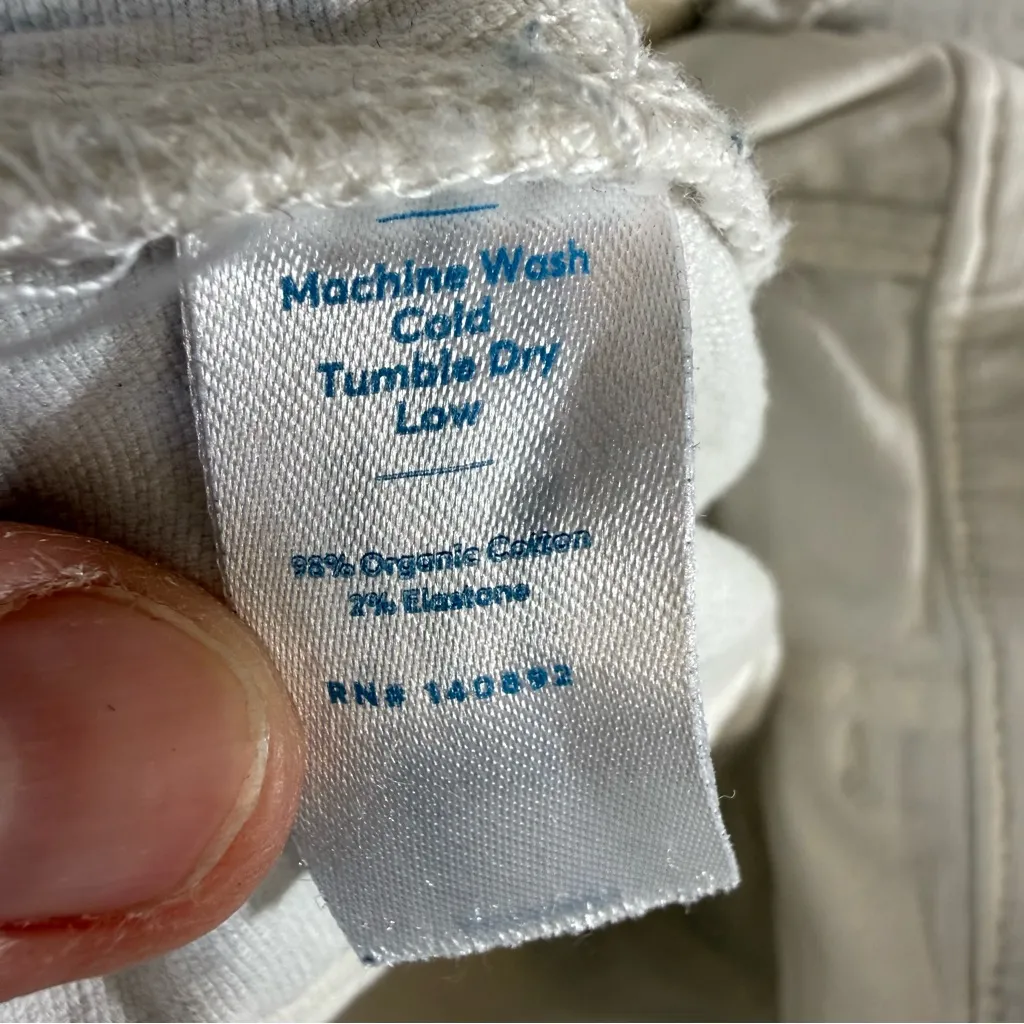 Machine Wash
Cold
Tumble Dry
Low
98% Organic Cotton
2% Elastane
RN# 140892